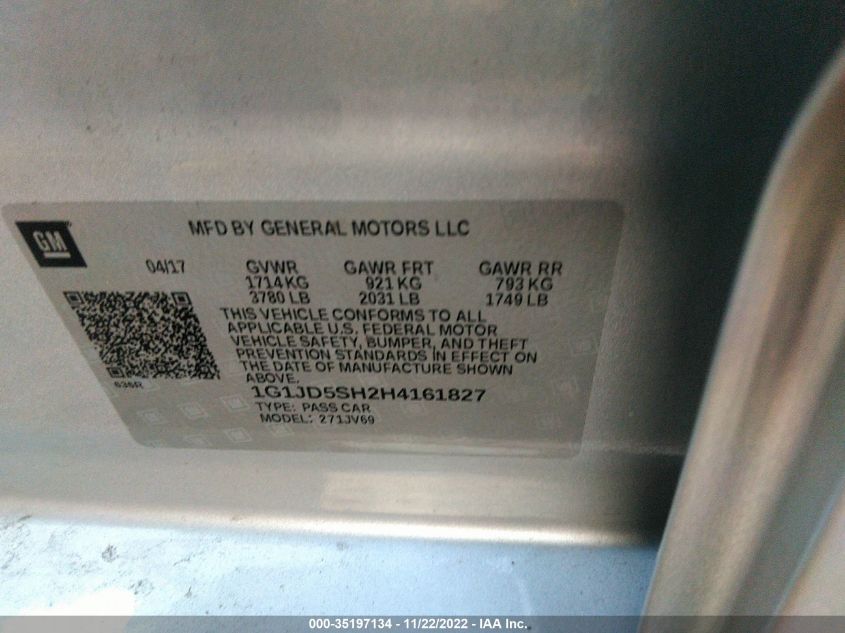 GM
MFD BY GENERAL MOTORS LLC
04/17 GVWR GAWR FRT GAWR RR
1714 KG 921 KG 793 KG
3780 LB 2031 LB 1749 LB
THIS VEHICLE CONFORMS TO ALL
APPLICABLE U.S. FEDERAL MOTOR
VEHICLE SAFETY, BUMPER, AND THEFT
PREVENTION STANDARDS IN EFFECT ON
THE DATE OF MANUFACTURE SHOWN
ABOVE.
636R
1G1JD5SH2H4161827
TYPE: PASS CAR
MODEL: 271JV69
000-35197134 - 11/22/2022 - IAA Inc.